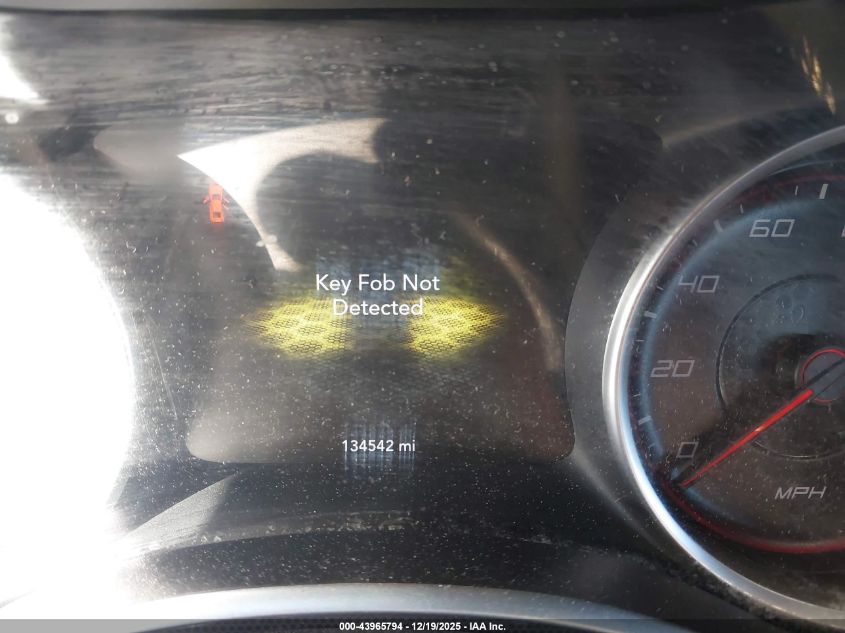 Key Fob Not
Detected
134542 mi
60
40
20
0
MPH
000-43965794 - 12/19/2025 - IAA Inc.